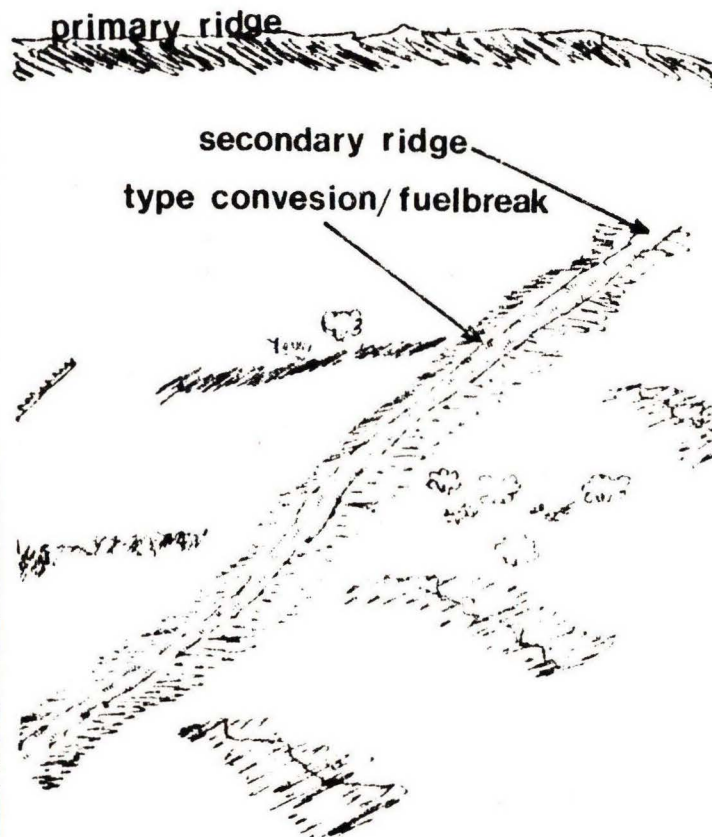 primary ridge
secondary ridge
type convesion/ fuelbreak